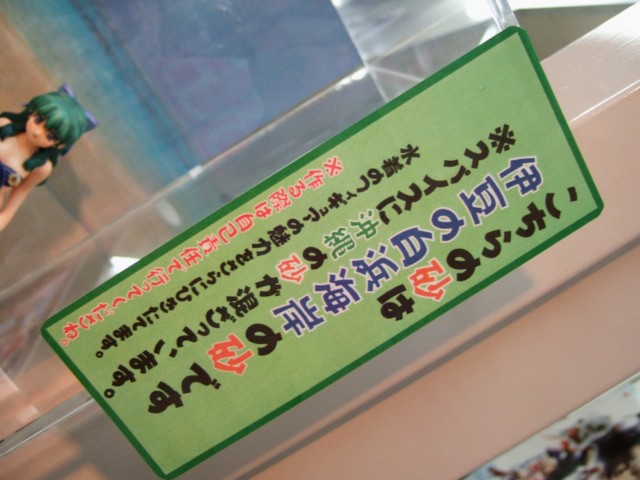 こちらの砂は
伊豆の白浜海岸の砂です
※スパイスに沖縄の砂が混ざっています。
水着のフィギュアーの魅力をさらにひきたてます。
※作る際は自己責任で行ってくださいね。